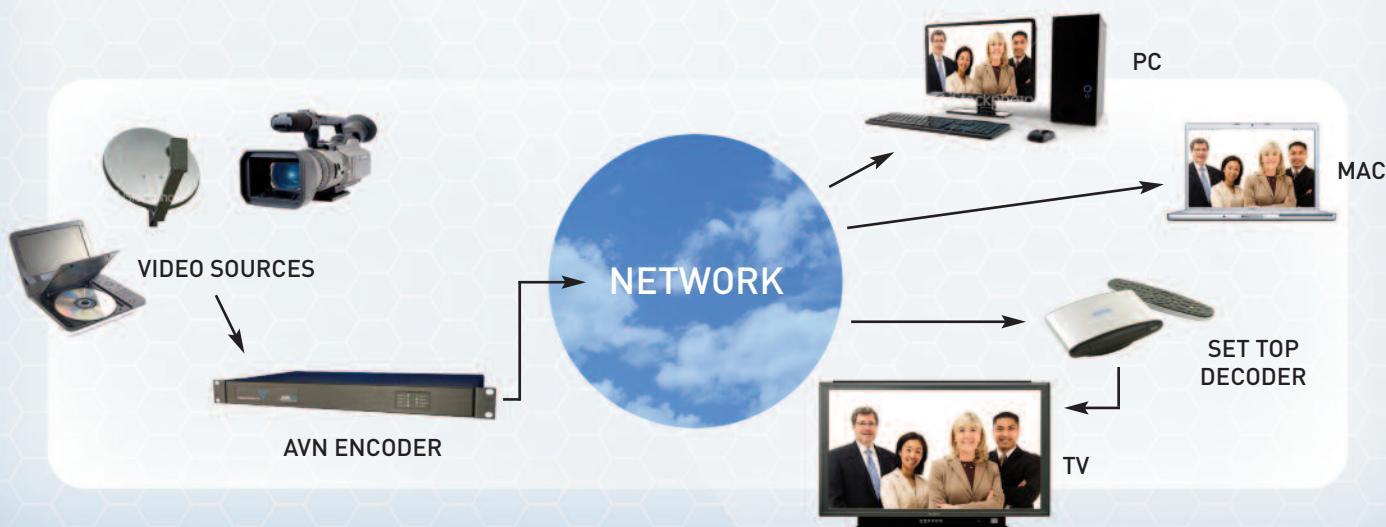 PC
MAC
VIDEO SOURCES
NETWORK
SET TOP
DECODER
AVN ENCODER
TV